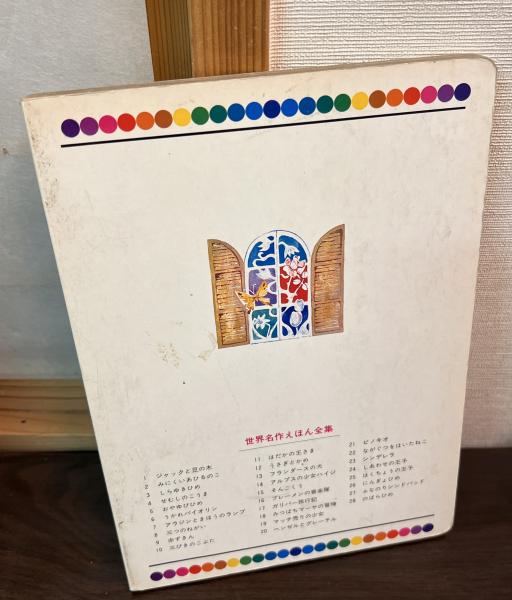 世界名作えほん全集
1 ジャックと豆の木
2 みにくいあひるのこ
3 しらゆきひめ
4 せむしのこうま
5 おやゆびひめ
6 うかれバイオリン
7 アラジンとまほうのランプ
8 三つのねがい
9 赤ずきん
10 三びきのこぶた
11 はだかの王さま
12 うさぎとかめ
13 フランダースの犬
14 アルプスの少女ハイジ
15 そんごくう
16 ブレーメンの音楽隊
17 ガリバー旅行記
18 みつばちマーヤの冒険
19 マッチ売りの少女
20 ヘンゼルとグレーテル
21 ピノキオ
22 ながぐつをはいたねこ
23 シンデレラ
24 しあわせの王子
25 はくちょうの王子
26 にんぎょひめ
27 ふなのりシンドバッド
28 のばらひめ